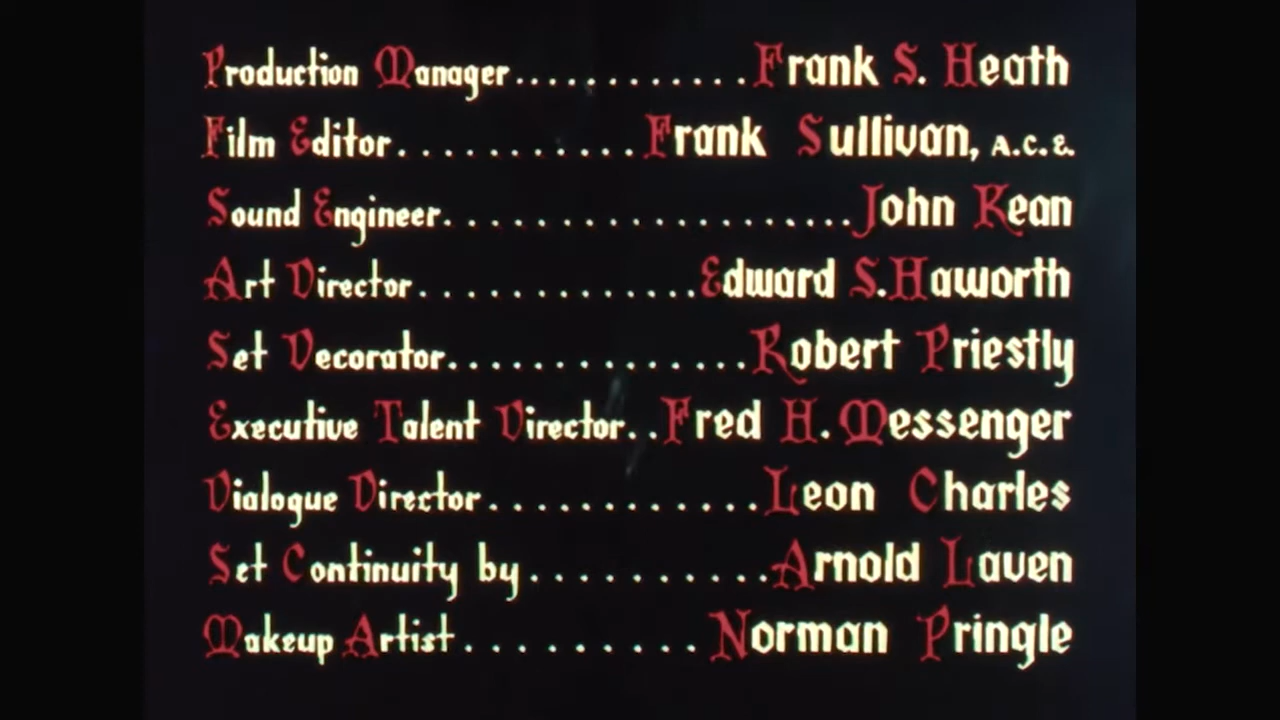 Production Manager............Frank S. Heath
Film Editor...........Frank Sullivan, A.C.E.
Sound Engineer...................John Kean
Art Director.............Edward S.Haworth
Set Decorator..............Robert Priestly
Executive Talent Director..Fred H.Messenger
Dialogue Director............Leon Charles
Set Continuity by..........Arnold Laven
Makeup Artist..........Norman Pringle